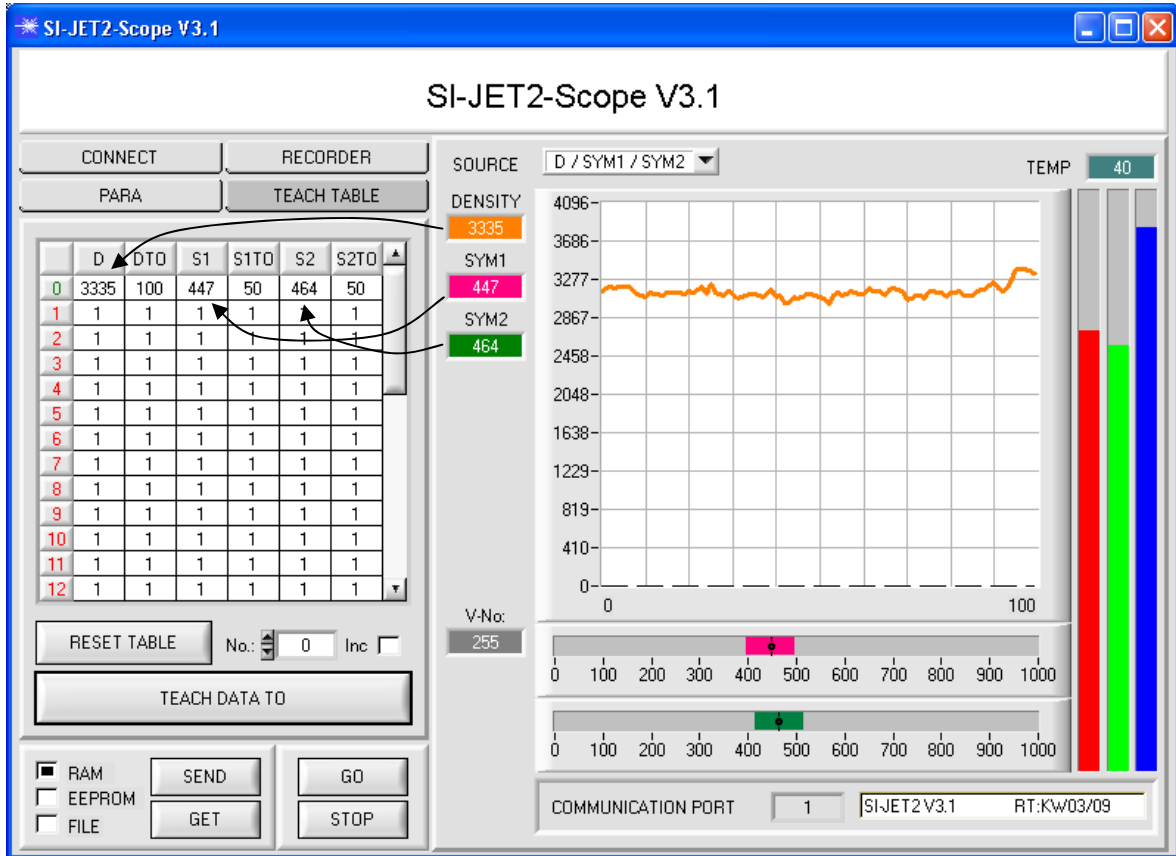 SI-JET2-Scope V3.1
SI-JET2-Scope V3.1
CONNECT RECORDER
PARA TEACH TABLE
D DTO S1 S1TO S2 S2TO
0 3335 100 447 50 464 50
1 1 1 1 1 1 1
2 1 1 1 1 1 1
3 1 1 1 1 1 1
4 1 1 1 1 1 1
5 1 1 1 1 1 1
6 1 1 1 1 1 1
7 1 1 1 1 1 1
8 1 1 1 1 1 1
9 1 1 1 1 1 1
10 1 1 1 1 1 1
11 1 1 1 1 1 1
12 1 1 1 1 1 1
RESET TABLE No.: 0 Inc
TEACH DATA TO
RAM
EEPROM
FILE
SEND
GET
GO
STOP
SOURCE D / SYM1 / SYM2
TEMP 40
DENSITY
3335
SYM1
447
SYM2
464
V-No:
255
4096
3686
3277
2867
2458
2048
1638
1229
819
410
0
0 100
0 100 200 300 400 500 600 700 800 900 1000
0 100 200 300 400 500 600 700 800 900 1000
COMMUNICATION PORT 1 SI-JET2 V3.1 RT:KW03/09